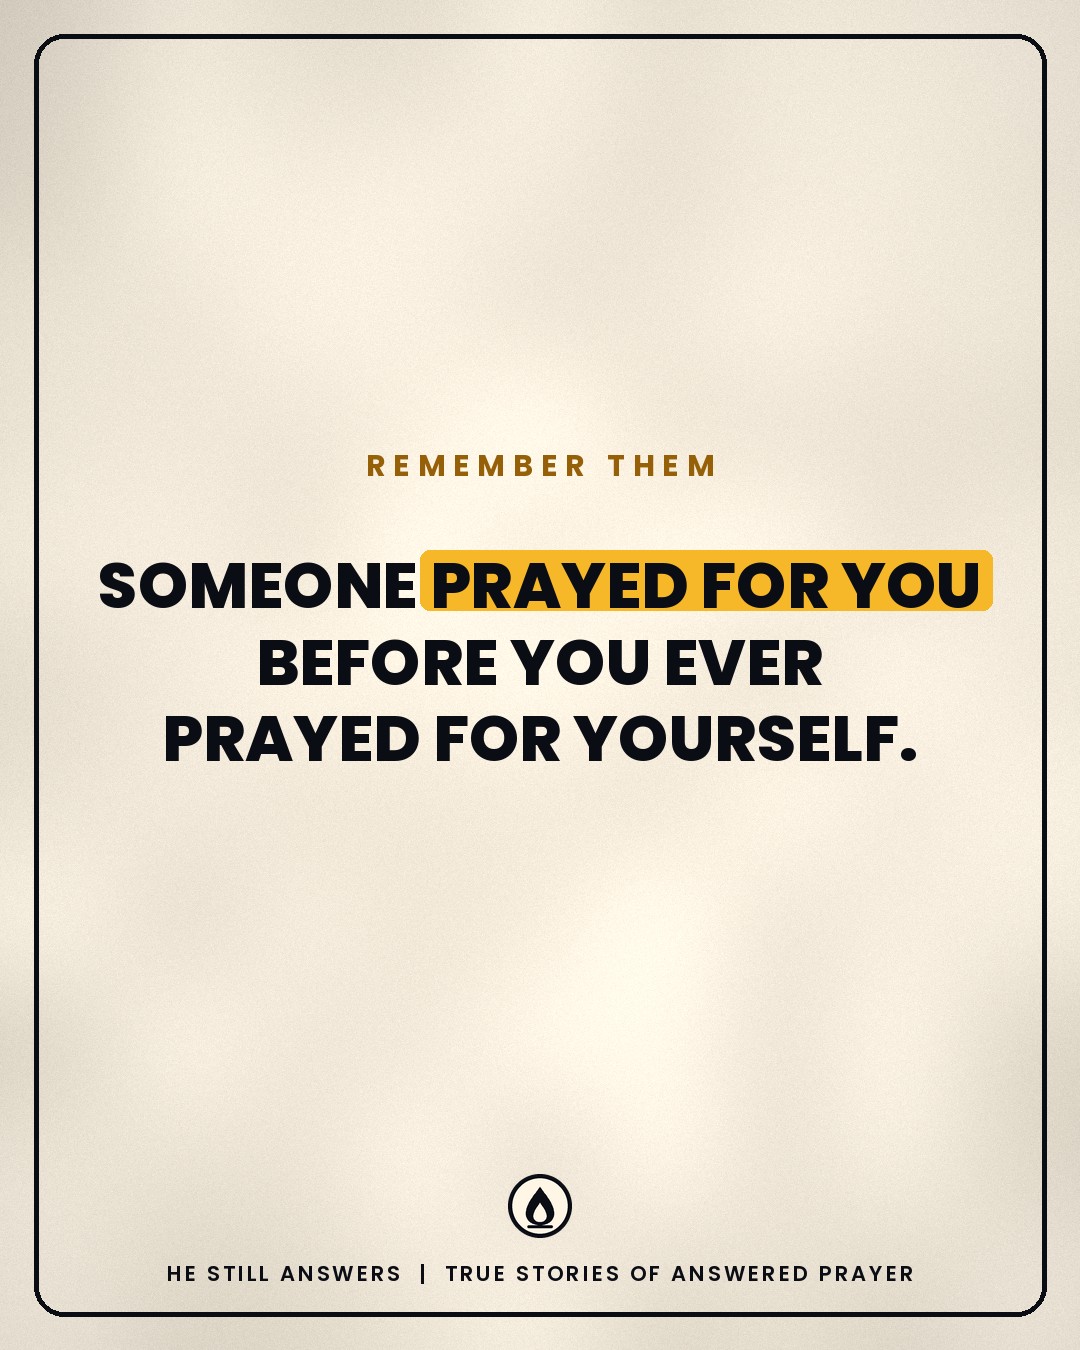 REMEMBER THEM
SOMEONE PRAYED FOR YOU
BEFORE YOU EVER
PRAYED FOR YOURSELF.
HE STILL ANSWERS | TRUE STORIES OF ANSWERED PRAYER